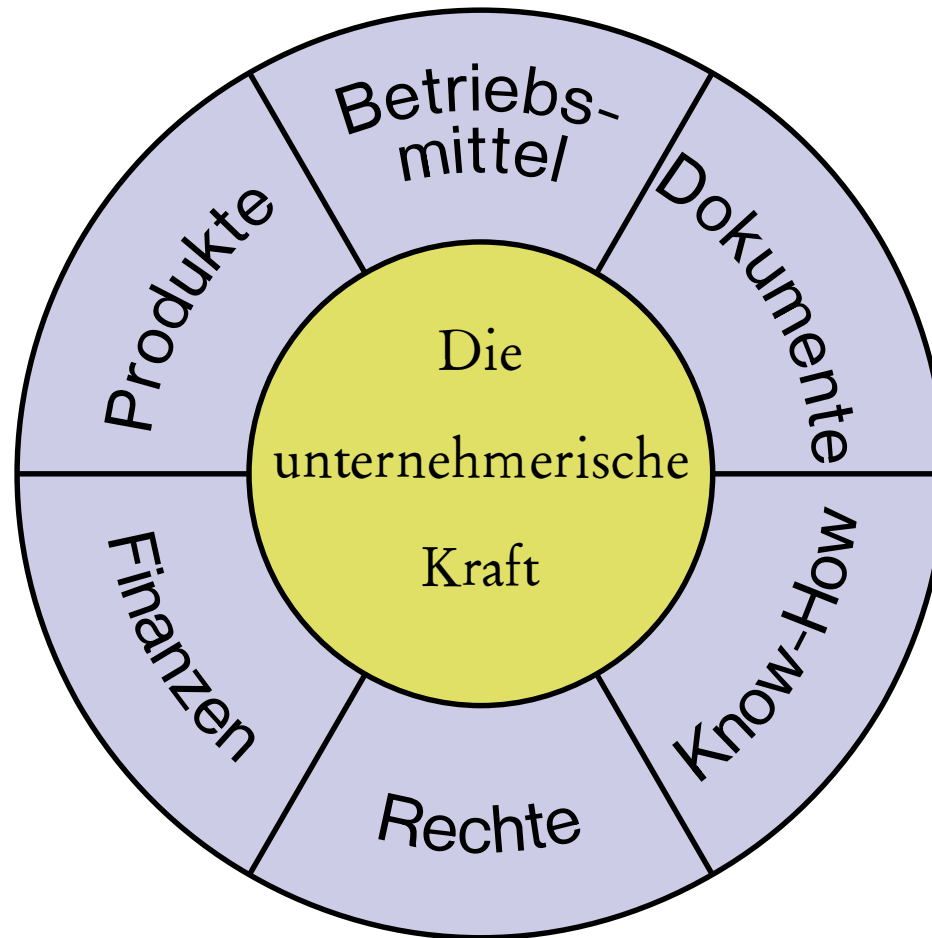 Betriebs-
mittel
Dokumente
Know-How
Rechte
Finanzen
Produkte
Die
unternehmerische
Kraft